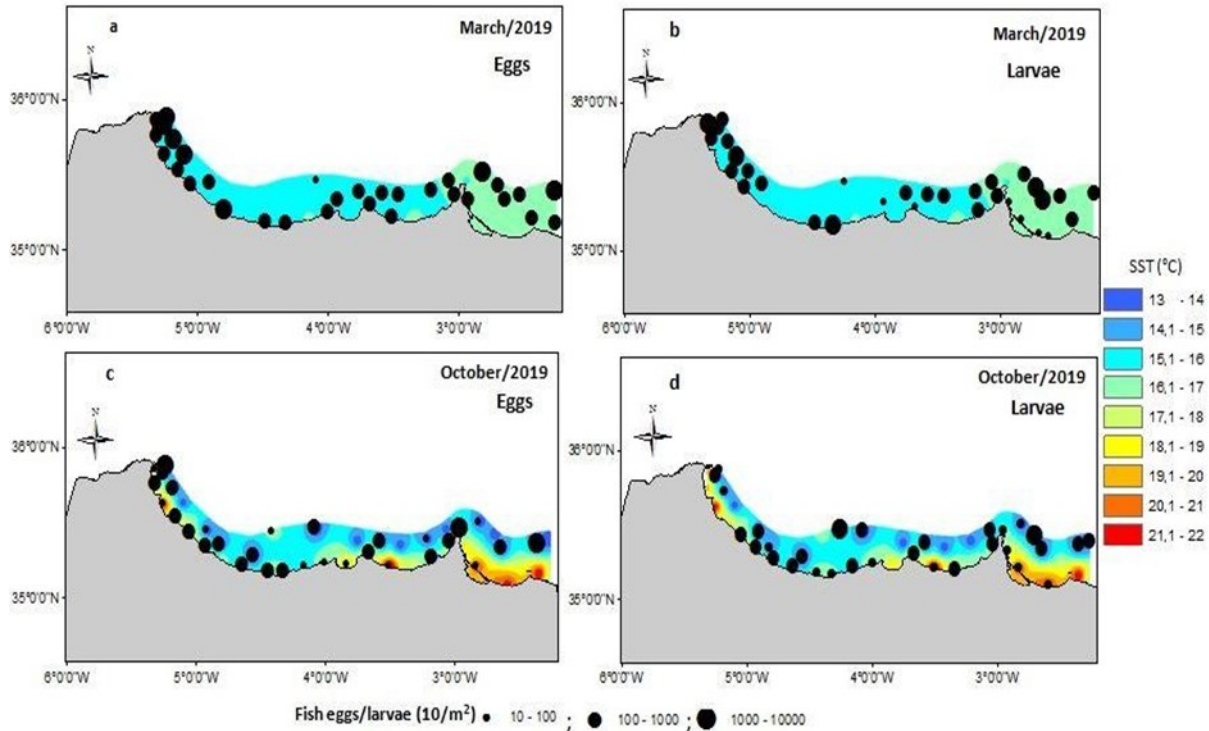 a
March/2019
Eggs
N
36°0'0"N
35°0'0"N
6°0'0"W
5°0'0"W
4°0'0"W
3°0'0"W
b
March/2019
Larvae
N
36°0'0"N
35°0'0"N
6°0'0"W
5°0'0"W
4°0'0"W
3°0'0"W
c
October/2019
Eggs
N
36°0'0"N
35°0'0"N
6°0'0"W
5°0'0"W
4°0'0"W
3°0'0"W
d
October/2019
Larvae
N
36°0'0"N
35°0'0"N
6°0'0"W
5°0'0"W
4°0'0"W
3°0'0"W
SST (°C)
13 - 14
14,1 - 15
15,1 - 16
16,1 - 17
17,1 - 18
18,1 - 19
19,1 - 20
20,1 - 21
21,1 - 22
Fish eggs/larvae (10/m²) 10 - 100 ; 100 - 1000 ; 1000 - 10000